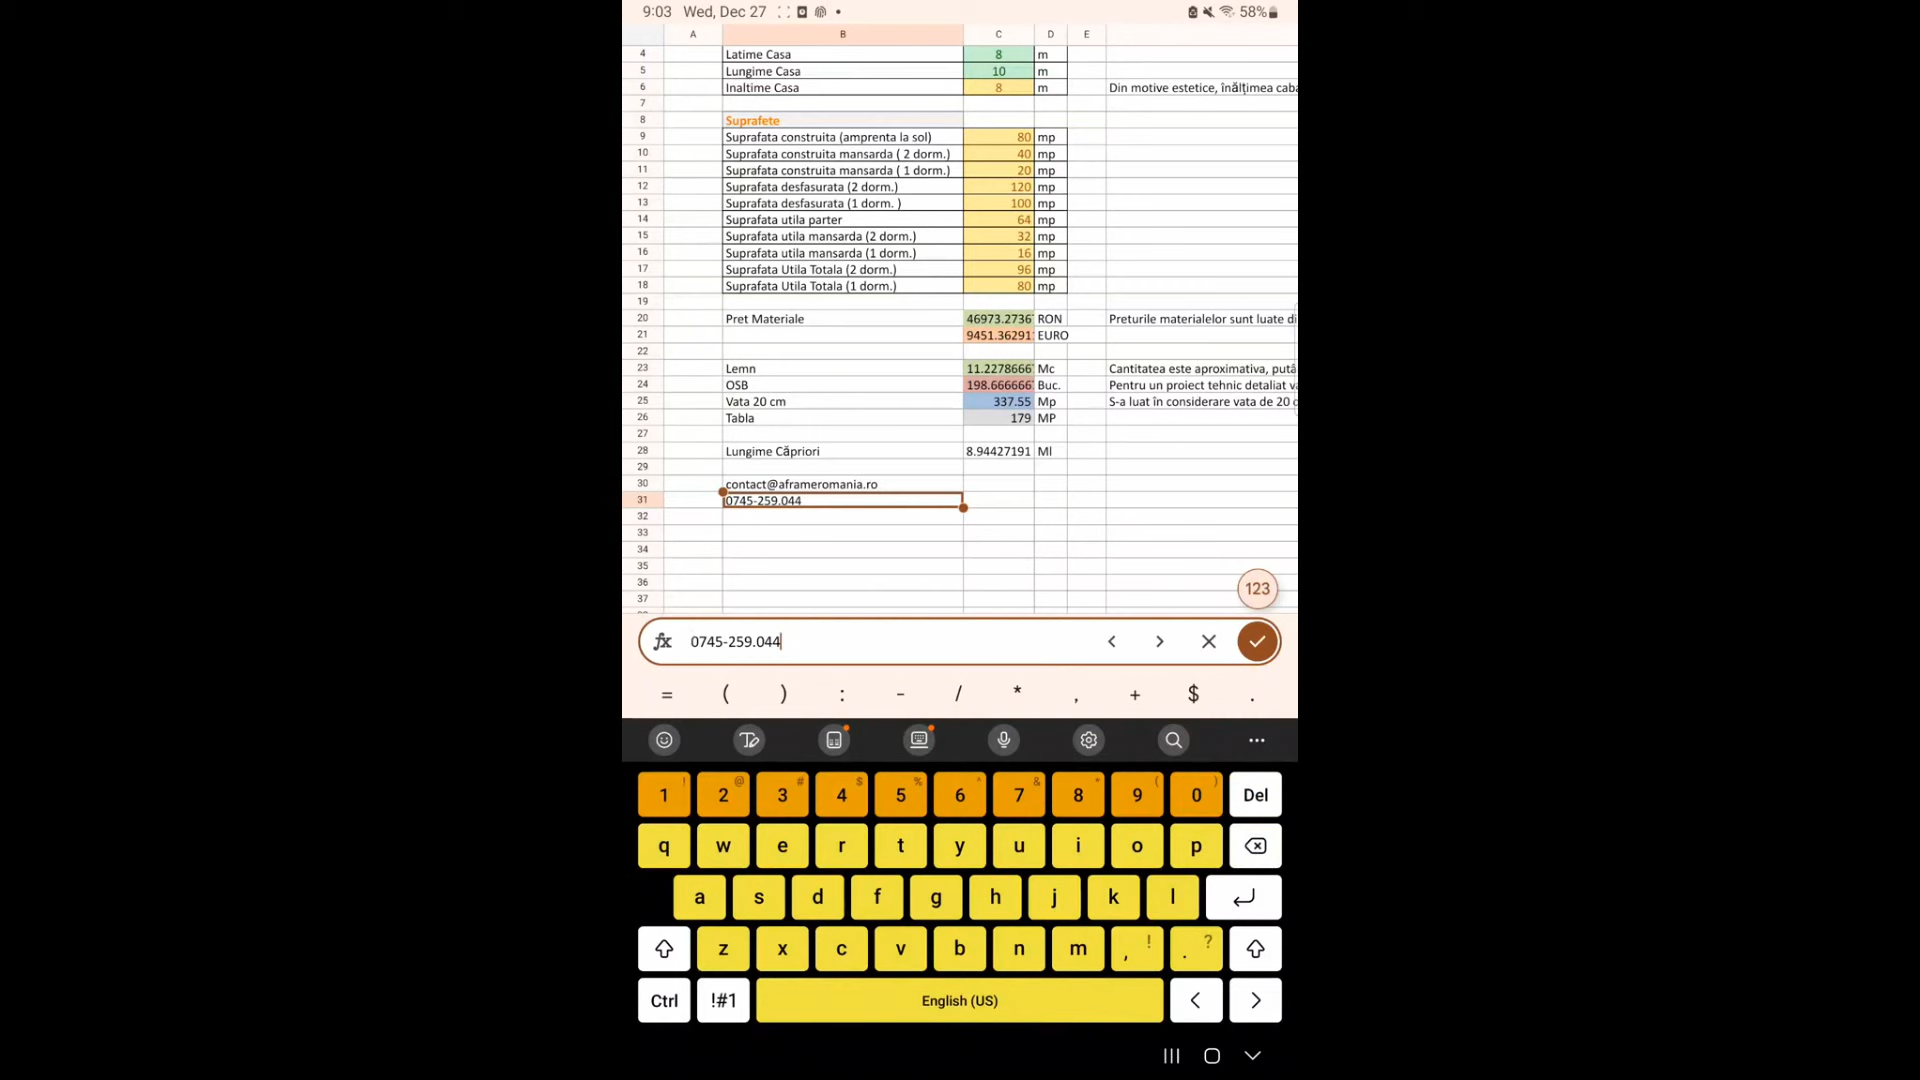 9:03 Wed, Dec 27 58%
A B C D E
4 Latime Casa 8 m
5 Lungime Casa 10 m
6 Inaltime Casa 8 m Din motive estetice, înălțimea caba
7
8 Suprafete
9 Suprafata construita (amprenta la sol) 80 mp
10 Suprafata construita mansarda ( 2 dorm.) 40 mp
11 Suprafata construita mansarda ( 1 dorm.) 20 mp
12 Suprafata desfasurata (2 dorm.) 120 mp
13 Suprafata desfasurata (1 dorm. ) 100 mp
14 Suprafata utila parter 64 mp
15 Suprafata utila mansarda (2 dorm.) 32 mp
16 Suprafata utila mansarda (1 dorm.) 16 mp
17 Suprafata Utila Totala (2 dorm.) 96 mp
18 Suprafata Utila Totala (1 dorm.) 80 mp
19
20 Pret Materiale 46973.2736 RON Preturile materialelor sunt luate di
21 9451.36291 EURO
22
23 Lemn 11.2278666 Mc Cantitatea este aproximativa, pută
24 OSB 198.666666 Buc. Pentru un proiect tehnic detaliat va
25 Vata 20 cm 337.55 Mp S-a luat în considerare vata de 20 c
26 Tabla 179 MP
27
28 Lungime Căpriori 8.94427191 Ml
29
30 contact@aframeromania.ro
31 0745-259.044
32
33
34
35
36
37
123
fx 0745-259.044
= ( ) : - / * , + $ .
1 ! 2 @ 3 # 4 $ 5 % 6 ^ 7 & 8 * 9 ( 0 ) Del
q w e r t y u i o p
a s d f g h j k l
z x c v b n m , ! . ?
Ctrl !#1 English (US) < >